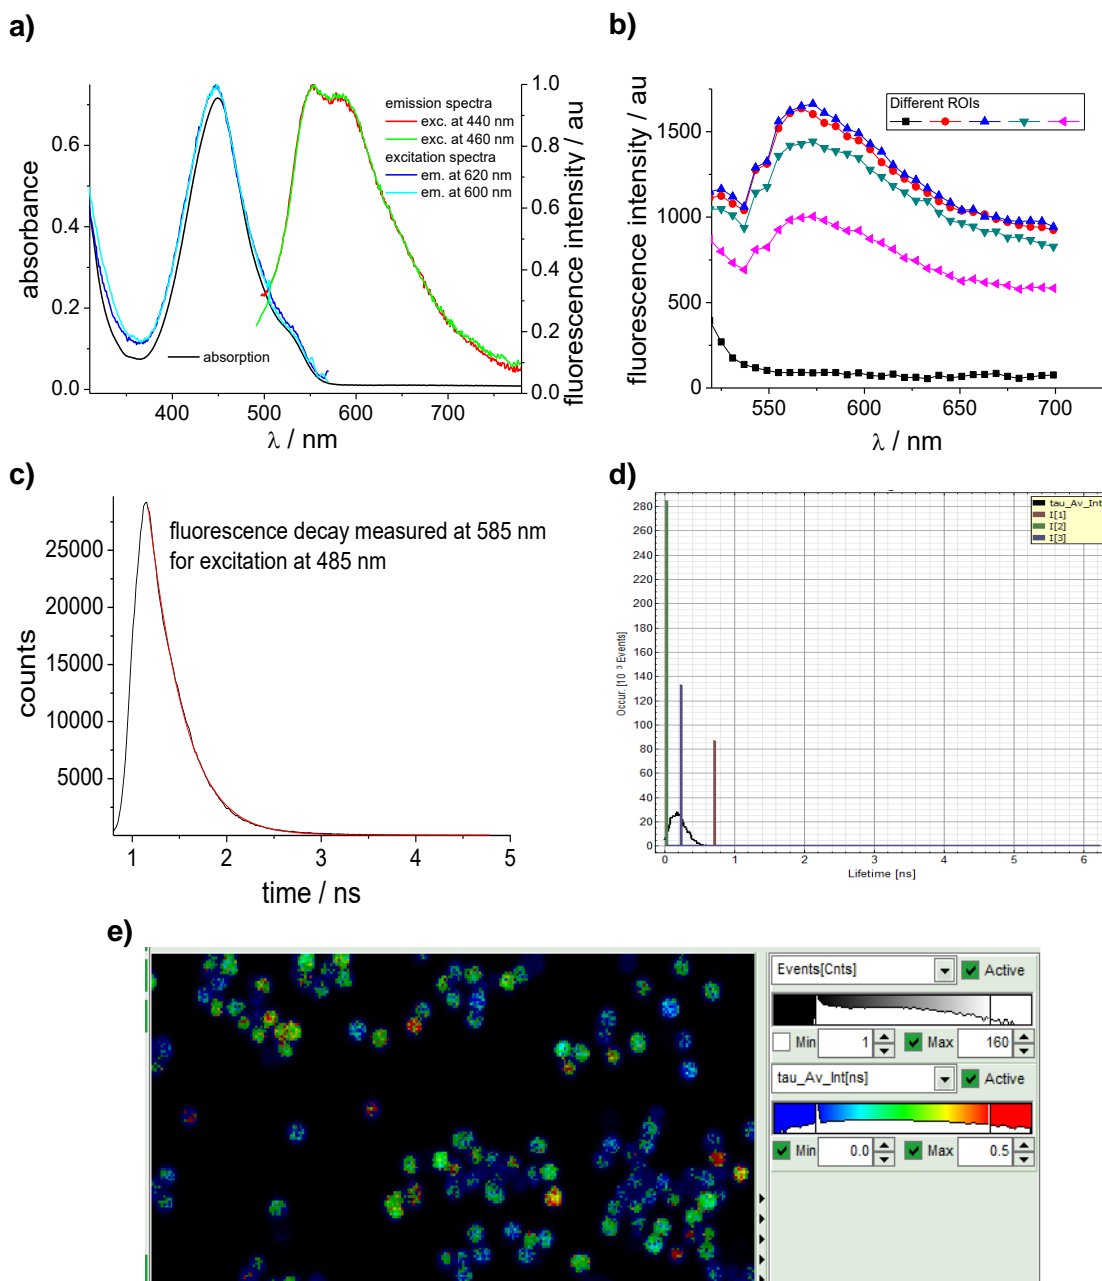 a)
absorbance
0.6
0.4
0.2
0.0
400
500
600
700
λ / nm
1.0
0.8
0.6
0.4
0.2
0.0
fluorescence intensity / au
emission spectra
exc. at 440 nm
exc. at 460 nm
excitation spectra
em. at 620 nm
em. at 600 nm
absorption
b)
fluorescence intensity / au
1500
1000
500
0
550
600
650
700
λ / nm
Different ROIs
c)
counts
25000
20000
15000
10000
5000
1
2
3
4
5
time / ns
fluorescence decay measured at 585 nm
for excitation at 485 nm
d)
Occur. [10³ Events]
280
260
240
220
200
180
160
140
120
100
80
60
40
20
0
0
1
2
3
4
5
6
Lifetime [ns]
tau_Av_Int
I[1]
I[2]
I[3]
e)
Events[Cnts]
Active
Min 1 Max 160
tau_Av_Int[ns]
Active
Min 0.0 Max 0.5